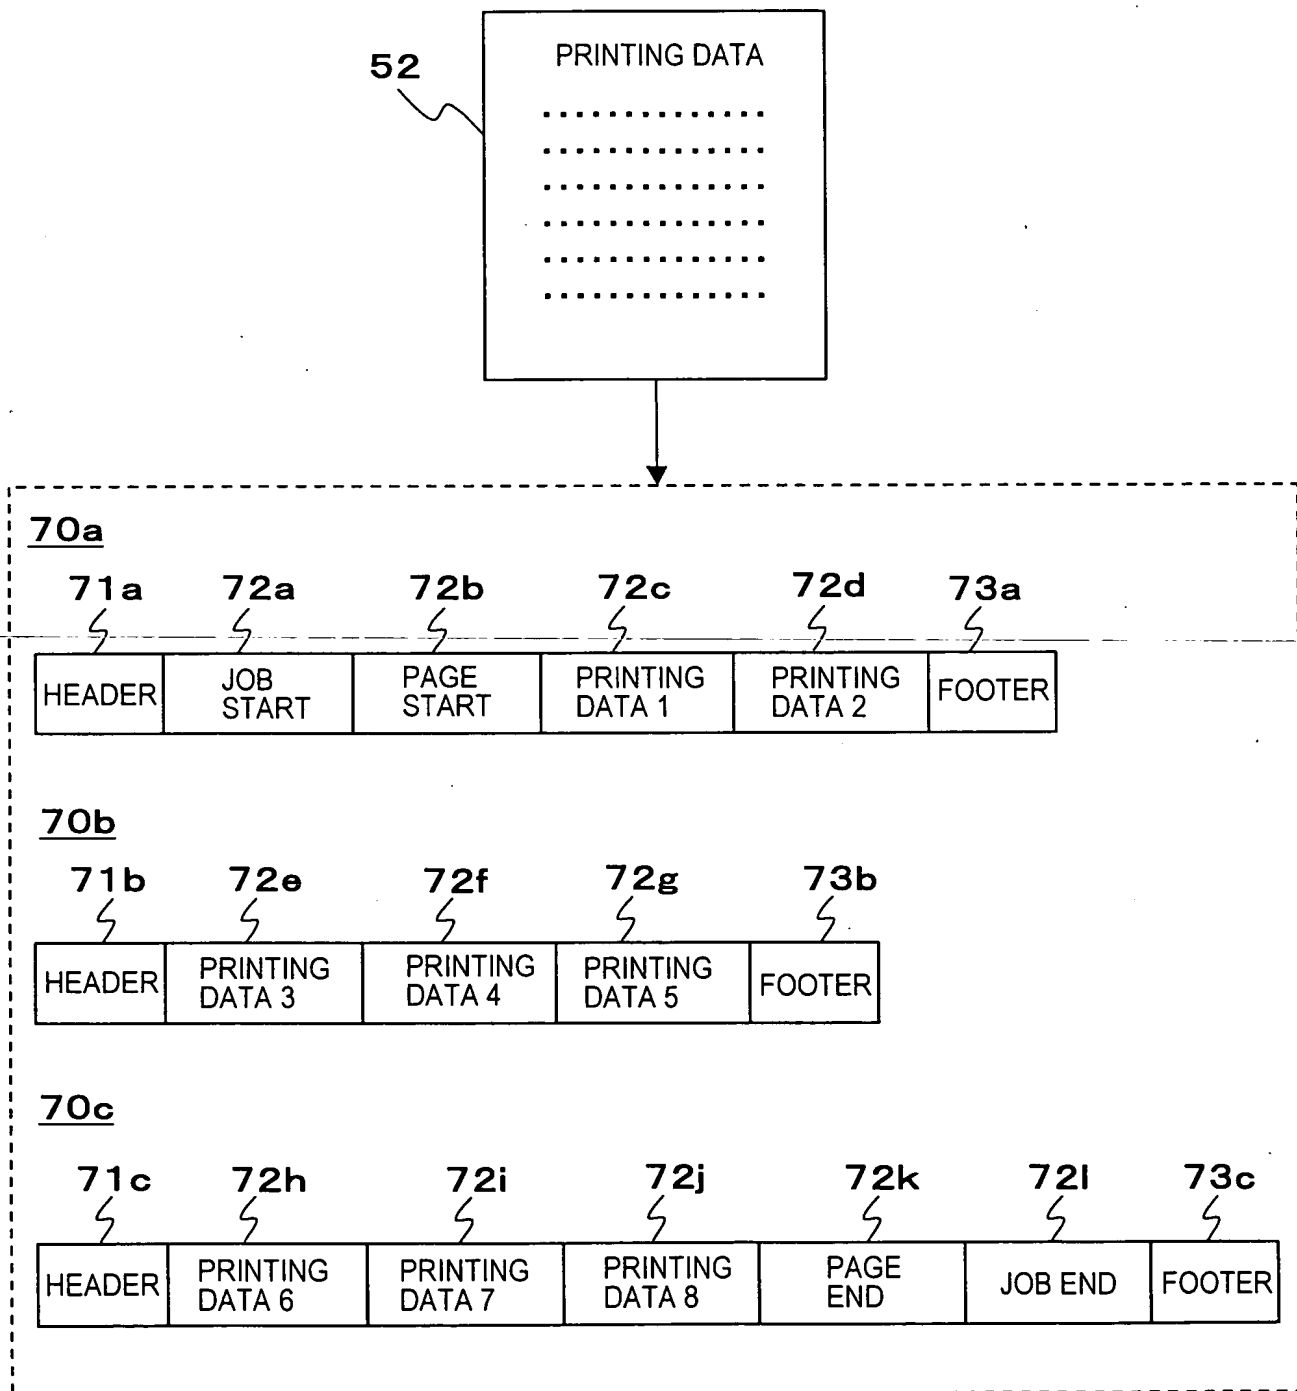 PRINTING DATA
52
70a
71a 72a 72b 72c 72d 73a
HEADER JOB START PAGE START PRINTING DATA 1 PRINTING DATA 2 FOOTER
70b
71b 72e 72f 72g 73b
HEADER PRINTING DATA 3 PRINTING DATA 4 PRINTING DATA 5 FOOTER
70c
71c 72h 72i 72j 72k 72l 73c
HEADER PRINTING DATA 6 PRINTING DATA 7 PRINTING DATA 8 PAGE END JOB END FOOTER